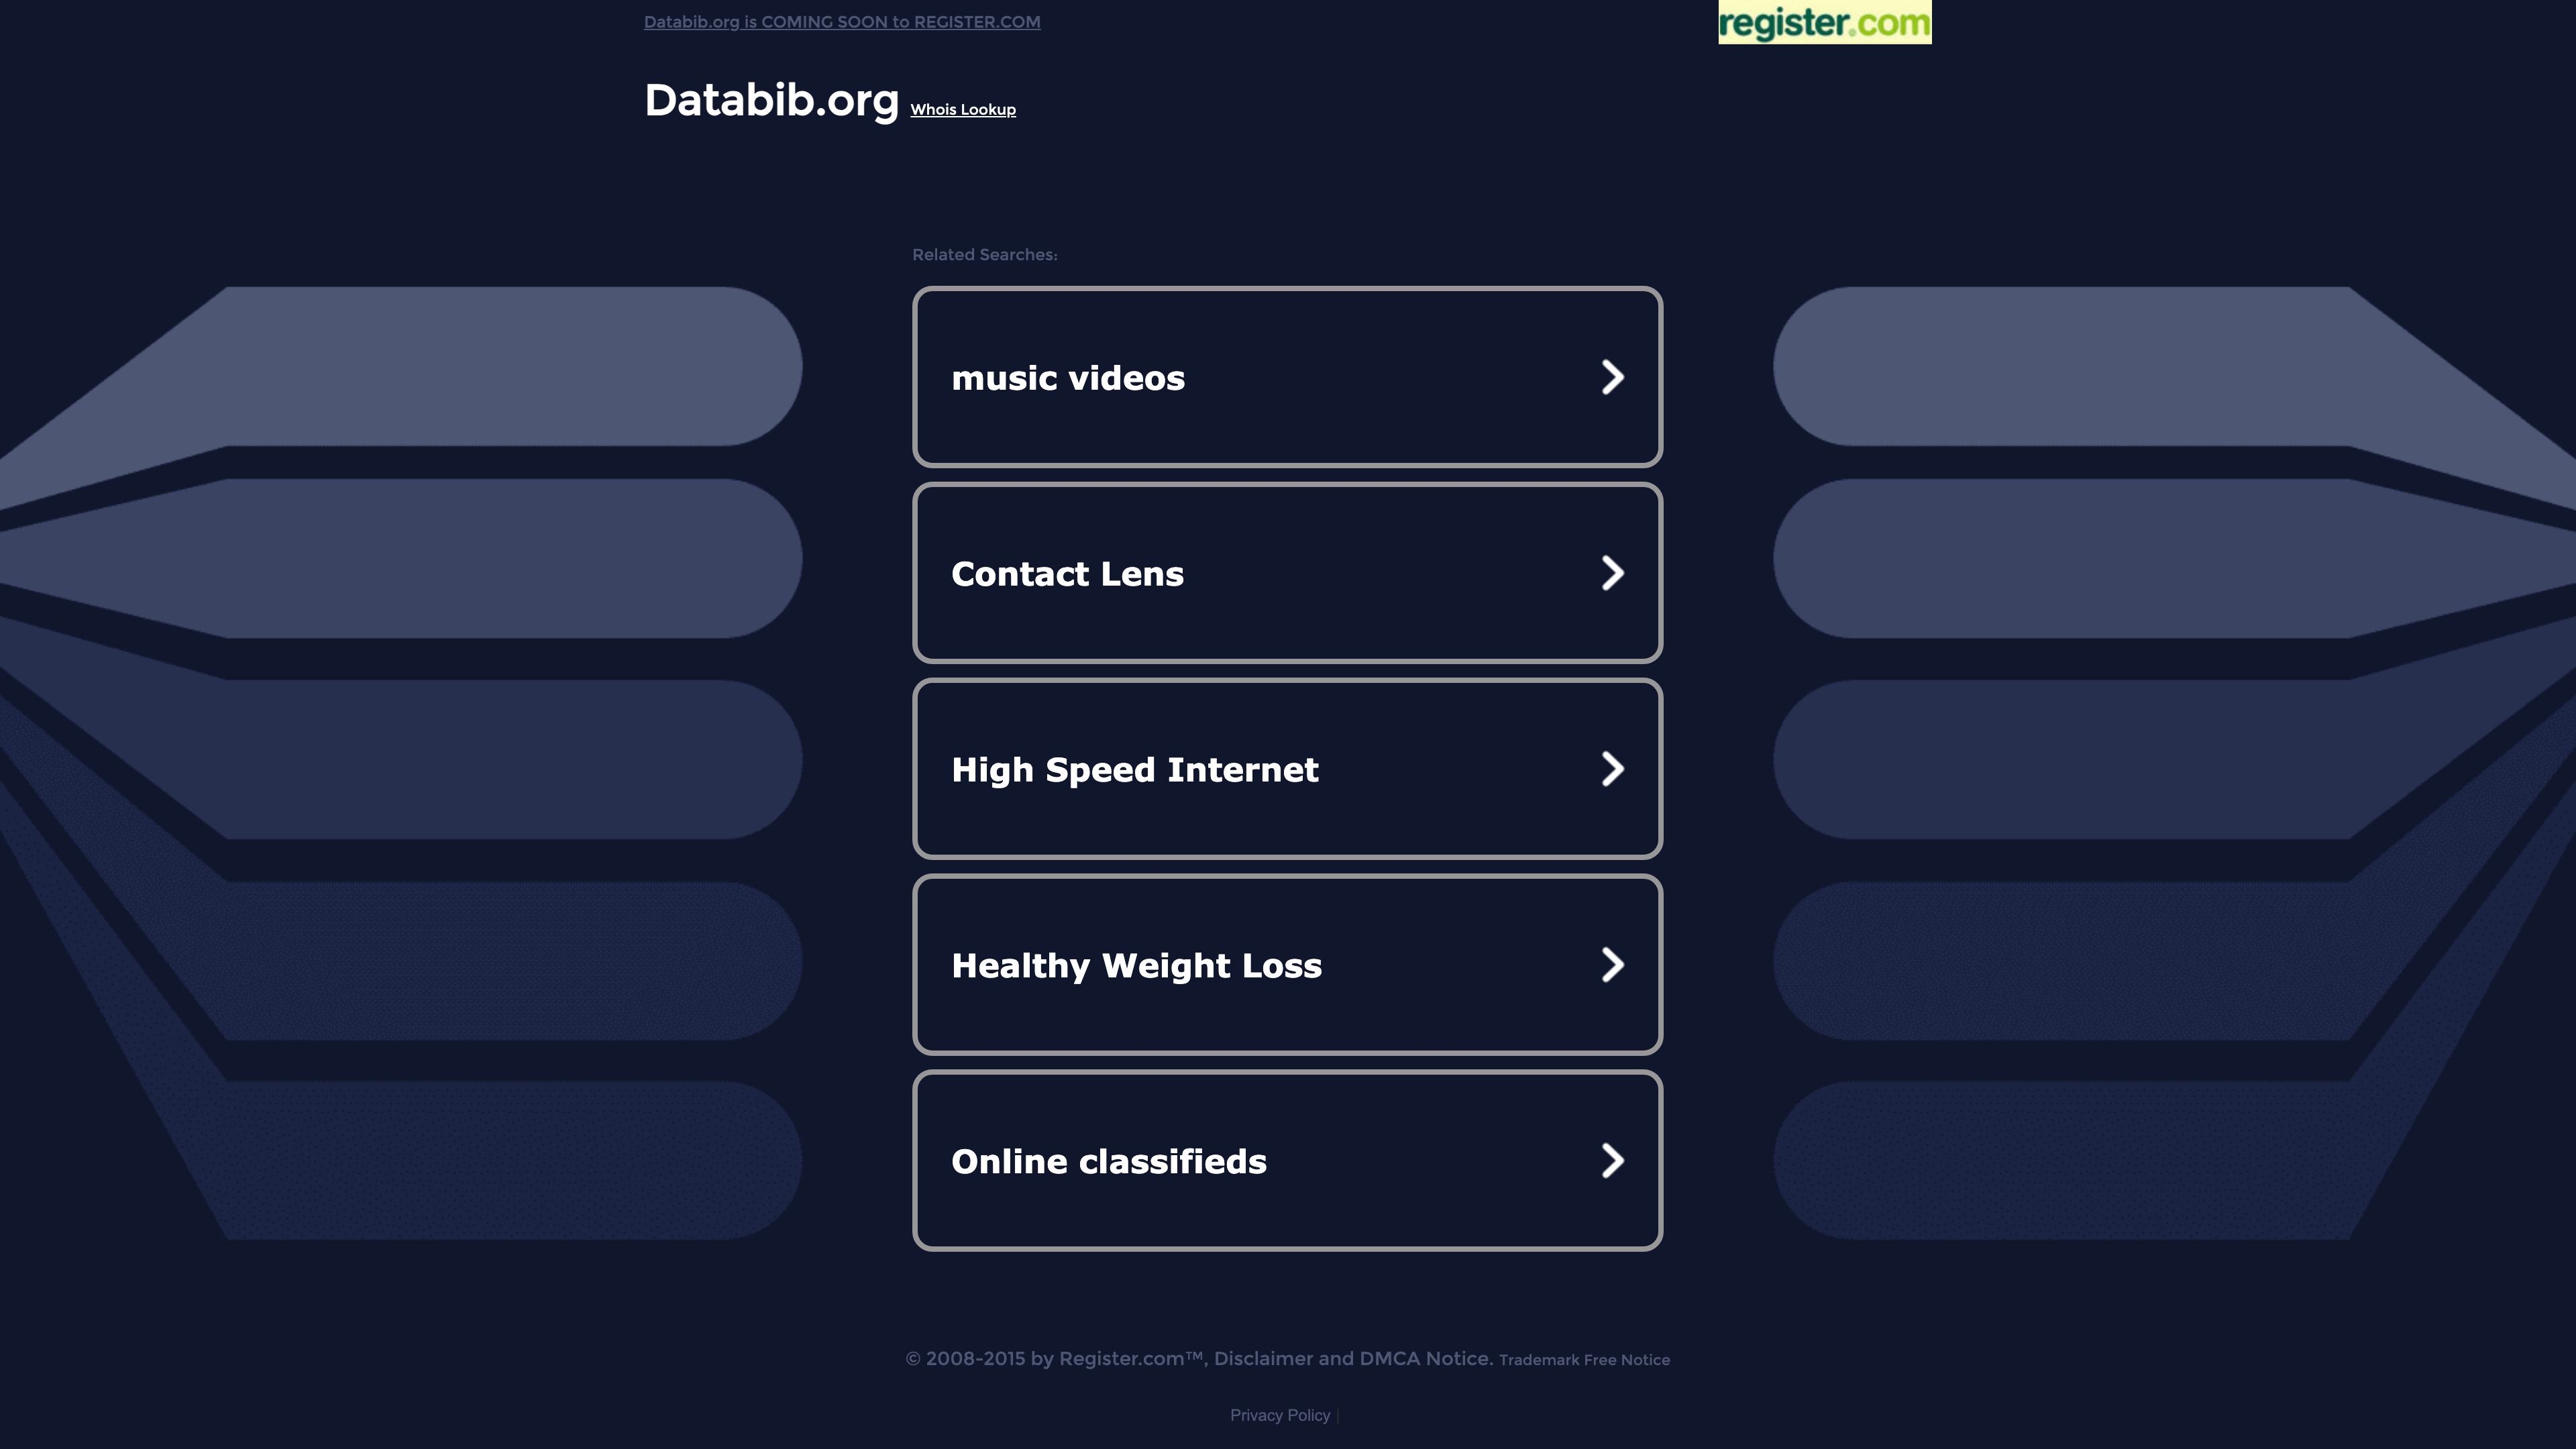 Databib.org is COMING SOON to REGISTER.COM
register.com
Databib.org Whois Lookup
Related Searches:
music videos
Contact Lens
High Speed Internet
Healthy Weight Loss
Online classifieds
© 2008-2015 by Register.com™, Disclaimer and DMCA Notice. Trademark Free Notice
Privacy Policy |